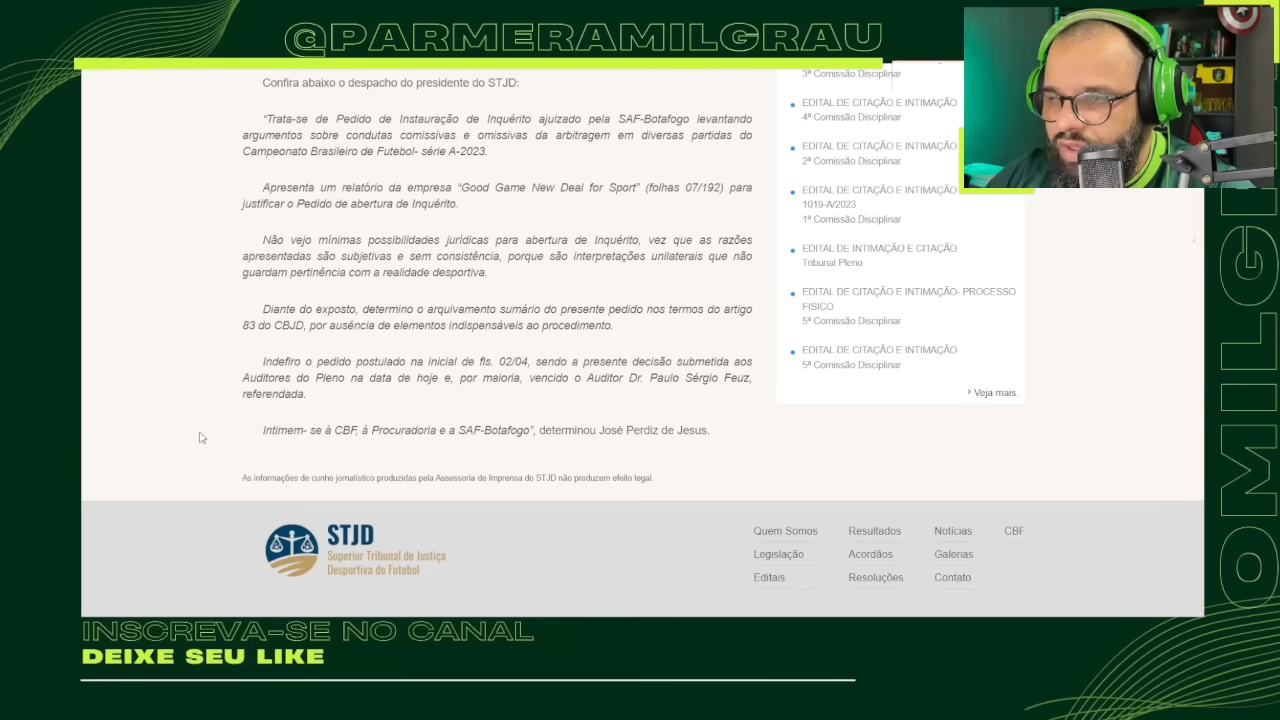 @PARMERAMILGRAU
Confira abaixo o despacho do presidente do STJD:
“Trata-se de Pedido de Instauração de Inquérito ajuizado pela SAF-Botafogo levantando
argumentos sobre condutas comissivas e omissivas da arbitragem em diversas partidas do
Campeonato Brasileiro de Futebol- série A-2023.
Apresenta um relatório da empresa “Good Game New Deal for Sport” (folhas 07/192) para
justificar o Pedido de abertura de Inquérito.
Não vejo mínimas possibilidades jurídicas para abertura de Inquérito, vez que as razões
apresentadas são subjetivas e sem consistência, porque são interpretações unilaterais que não
guardam pertinência com a realidade desportiva.
Diante do exposto, determino o arquivamento sumário do presente pedido nos termos do artigo
83 do CBJD, por ausência de elementos indispensáveis ao procedimento.
Indefiro o pedido postulado na inicial de fls. 02/04, sendo a presente decisão submetida aos
Auditores do Pleno na data de hoje e, por maioria, vencido o Auditor Dr. Paulo Sérgio Feuz,
referendada.
Intimem- se à CBF, à Procuradoria e a SAF-Botafogo”, determinou José Perdiz de Jesus.
As informações de cunho jornalístico produzidas pela Assessoria de Imprensa do STJD não produzem efeito legal.
3ª Comissão Disciplinar
EDITAL DE CITAÇÃO E INTIMAÇÃO
4ª Comissão Disciplinar
EDITAL DE CITAÇÃO E INTIMAÇÃO
2ª Comissão Disciplinar
EDITAL DE CITAÇÃO E INTIMAÇÃO
1019-A/2023
1ª Comissão Disciplinar
EDITAL DE INTIMAÇÃO E CITAÇÃO
Tribunal Pleno
EDITAL DE CITAÇÃO E INTIMAÇÃO- PROCESSO
FISICO
5ª Comissão Disciplinar
EDITAL DE CITAÇÃO E INTIMAÇÃO
5ª Comissão Disciplinar
› Veja mais.
STJD
Superior Tribunal de Justiça
Desportiva do Futebol
Quem Somos Resultados Notícias CBF
Legislação Acordãos Galerias
Editais Resoluções Contato
INSCREVA-SE NO CANAL
DEIXE SEU LIKE